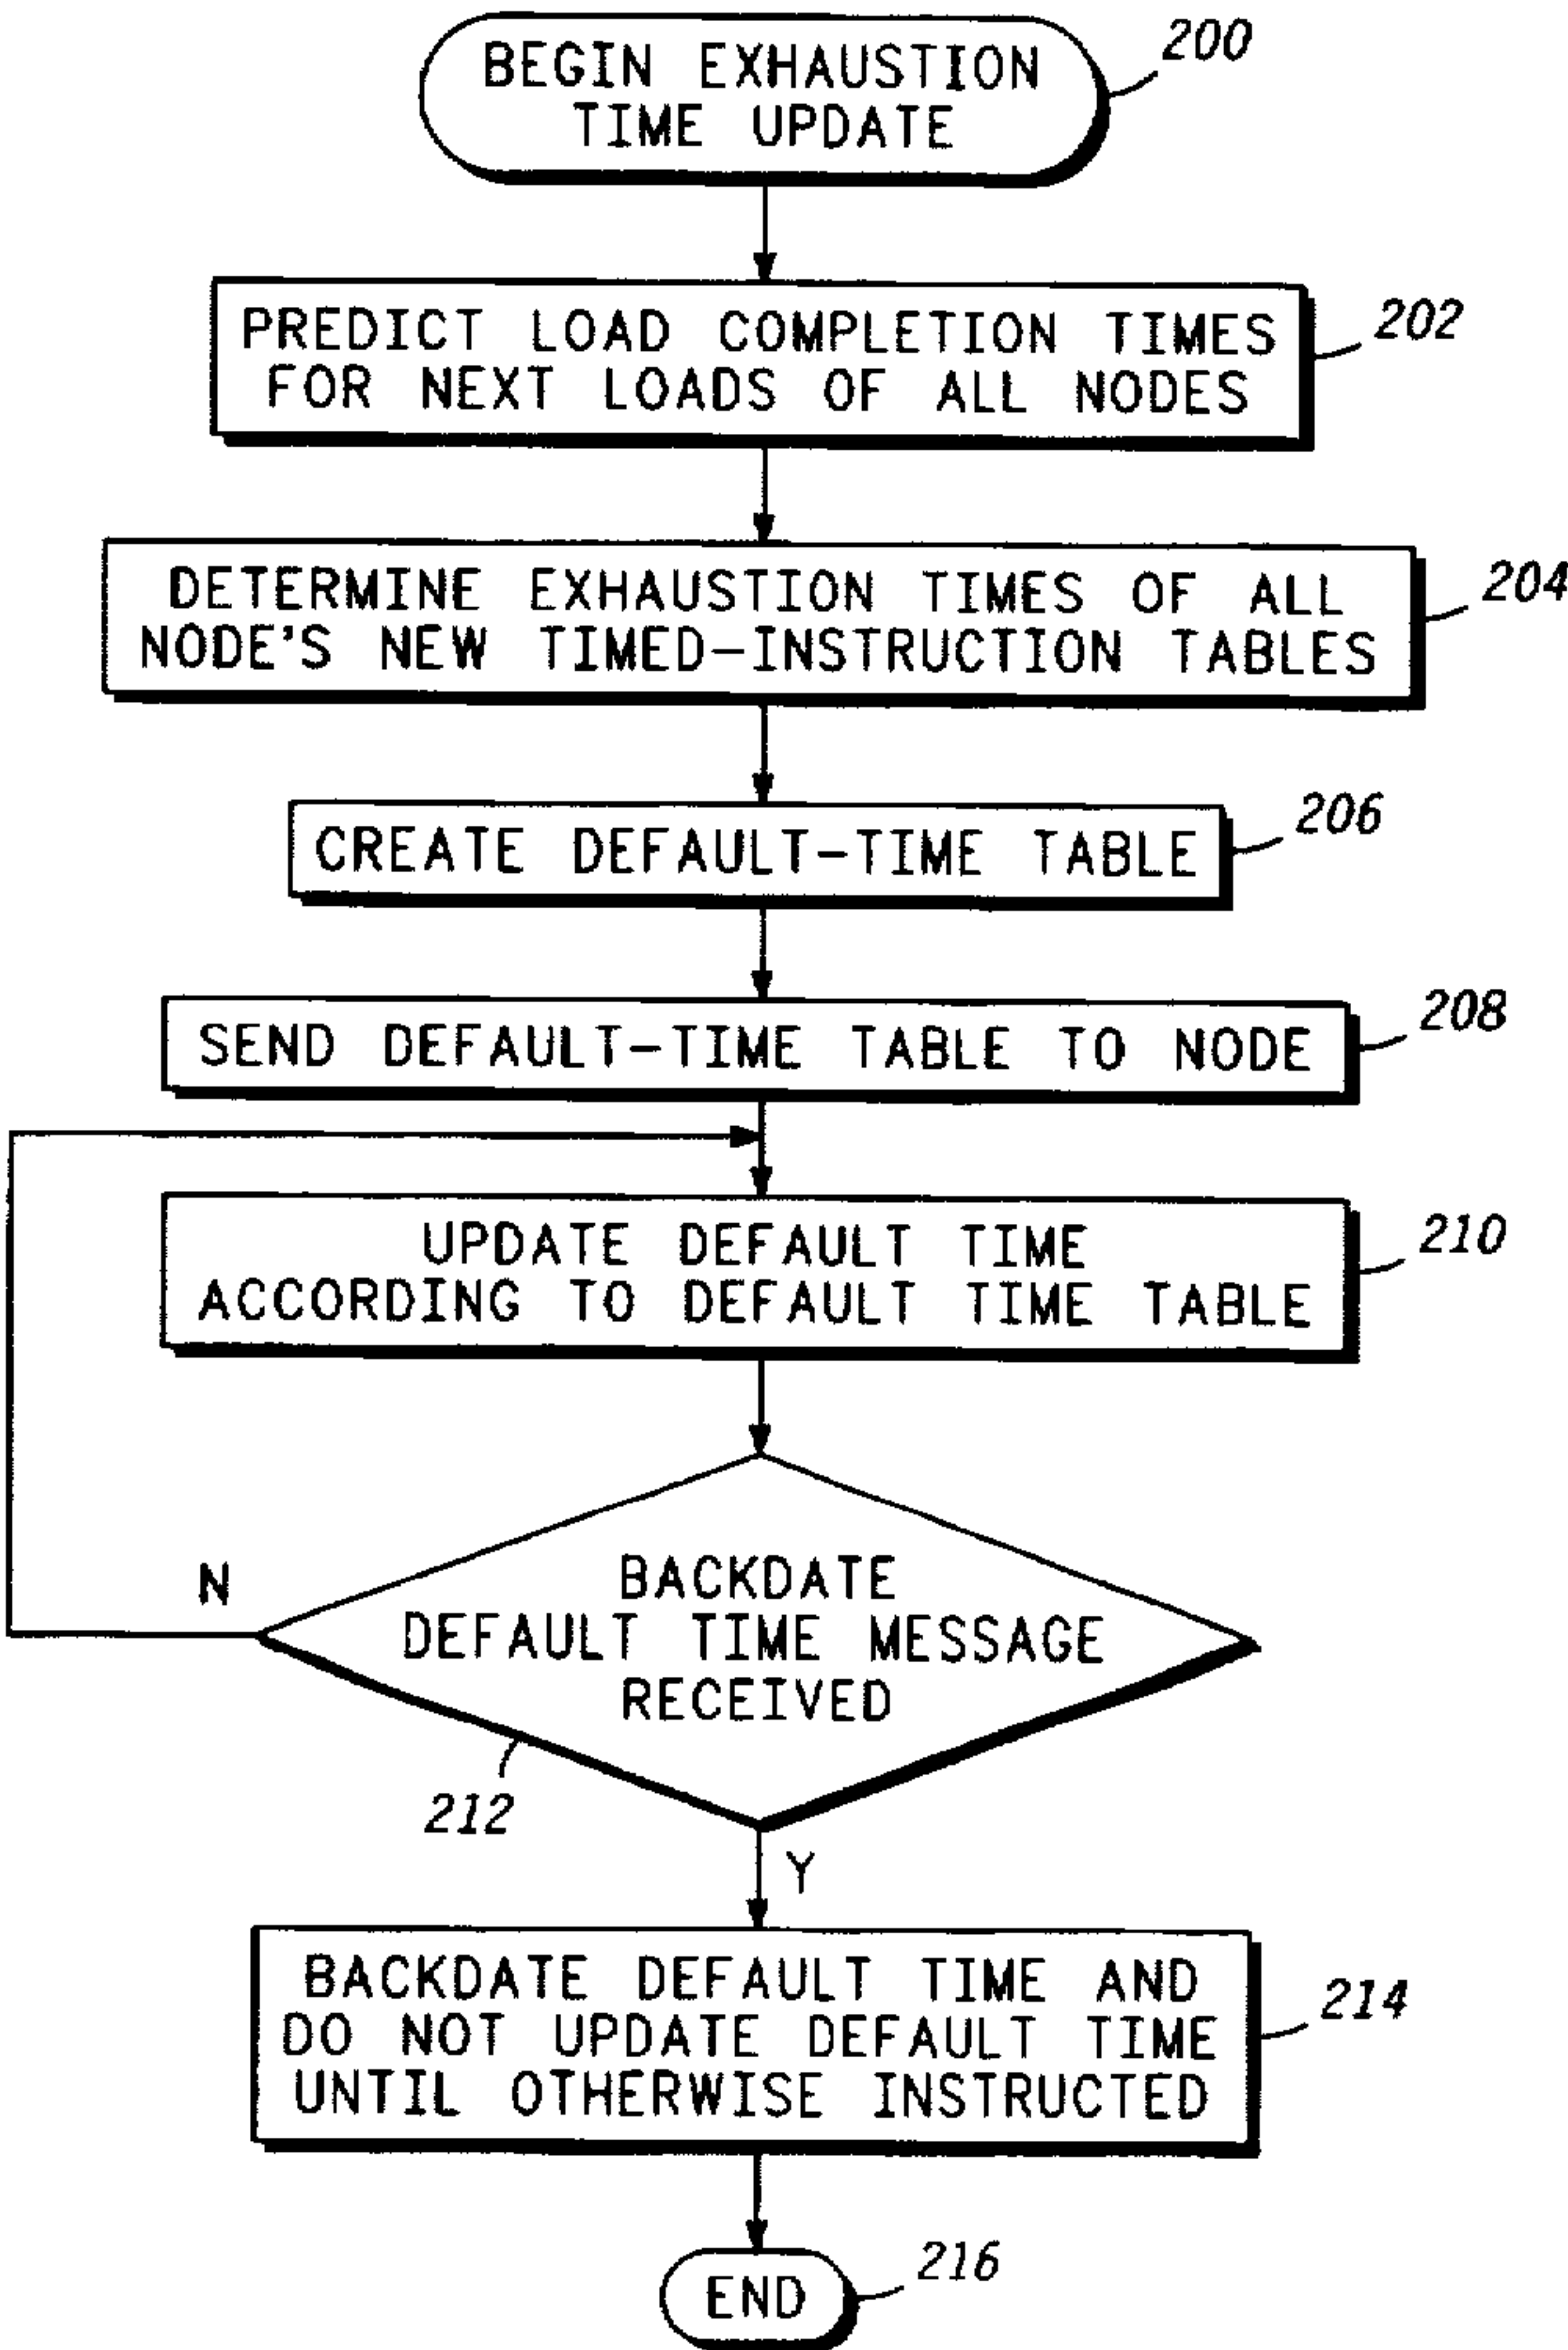 BEGIN EXHAUSTION
TIME UPDATE
200
PREDICT LOAD COMPLETION TIMES
FOR NEXT LOADS OF ALL NODES
202
DETERMINE EXHAUSTION TIMES OF ALL
NODE'S NEW TIMED-INSTRUCTION TABLES
204
CREATE DEFAULT-TIME TABLE
206
SEND DEFAULT-TIME TABLE TO NODE
208
UPDATE DEFAULT TIME
ACCORDING TO DEFAULT TIME TABLE
210
N
BACKDATE
DEFAULT TIME MESSAGE
RECEIVED
212
Y
BACKDATE DEFAULT TIME AND
DO NOT UPDATE DEFAULT TIME
UNTIL OTHERWISE INSTRUCTED
214
END
216